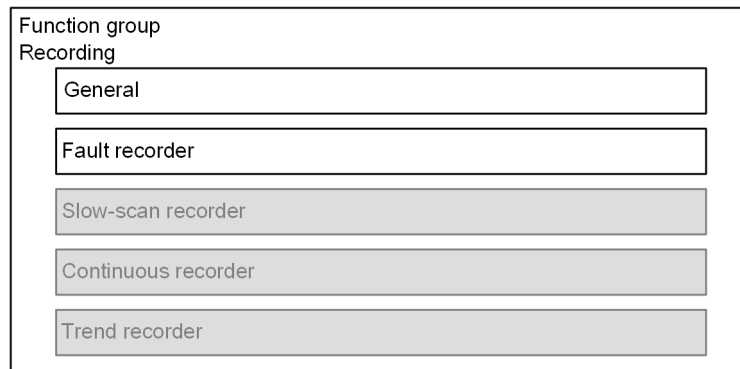 Function group
Recording
General
Fault recorder
Slow-scan recorder
Continuous recorder
Trend recorder